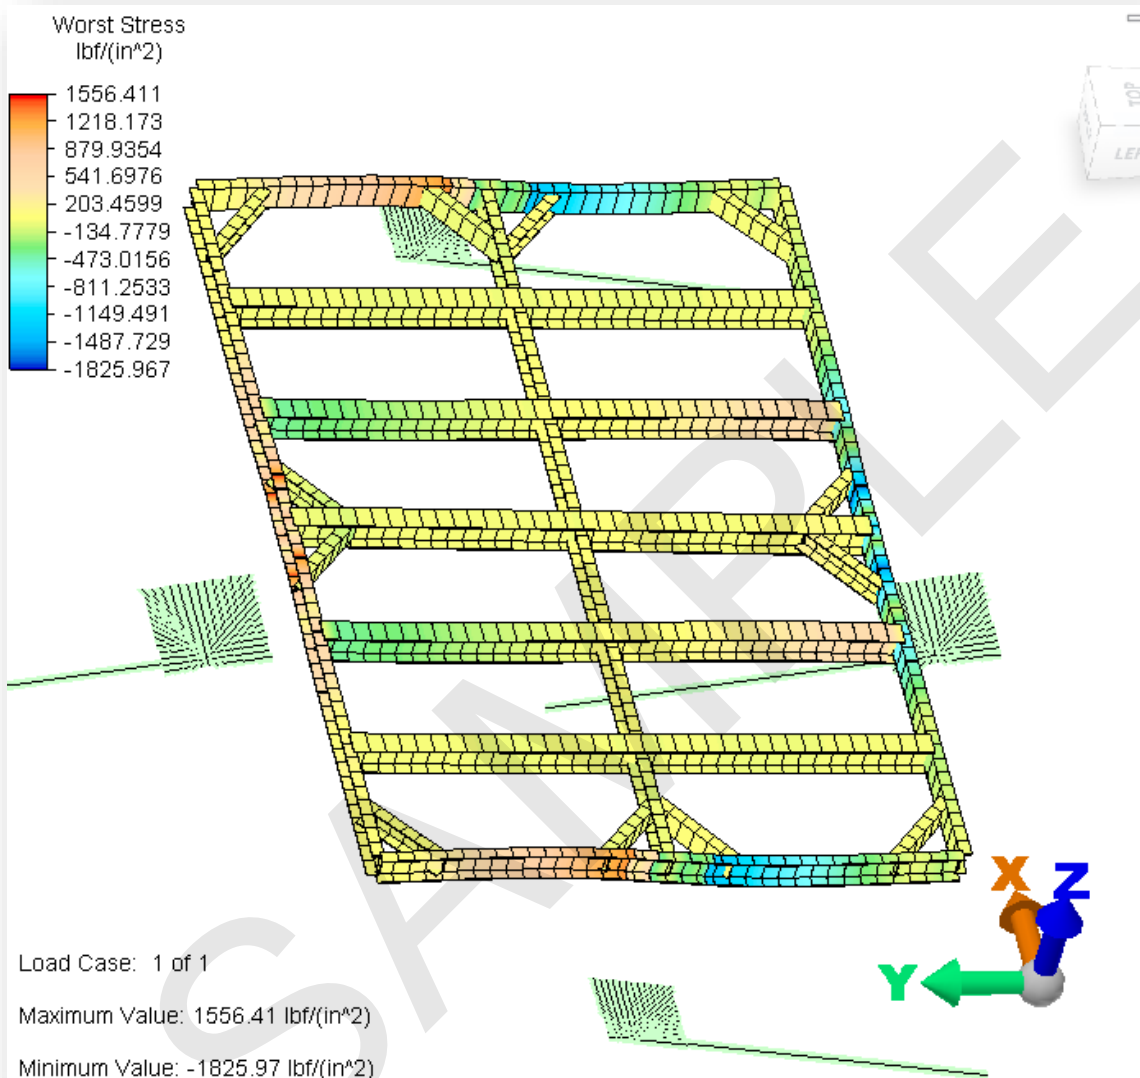 Worst Stress
lbf/(in^2)
1556.411
1218.173
879.9354
541.6976
203.4599
-134.7779
-473.0156
-811.2533
-1149.491
-1487.729
-1825.967
TOP
SAMPLE
X
Z
Y
Load Case: 1 of 1
Maximum Value: 1556.41 lbf/(in^2)
Minimum Value: -1825.97 lbf/(in^2)